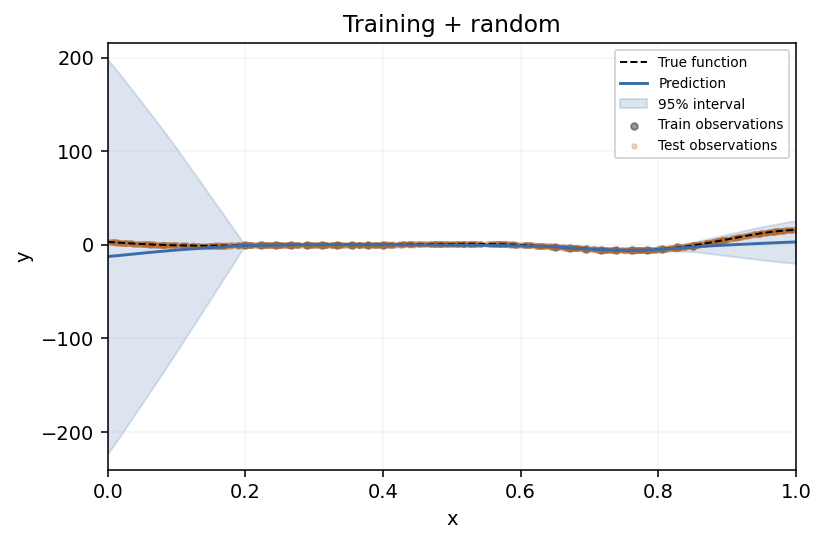 Training + random
200
100
0
−100
−200
y
0.0 0.2 0.4 0.6 0.8 1.0
x
True function
Prediction
95% interval
Train observations
Test observations